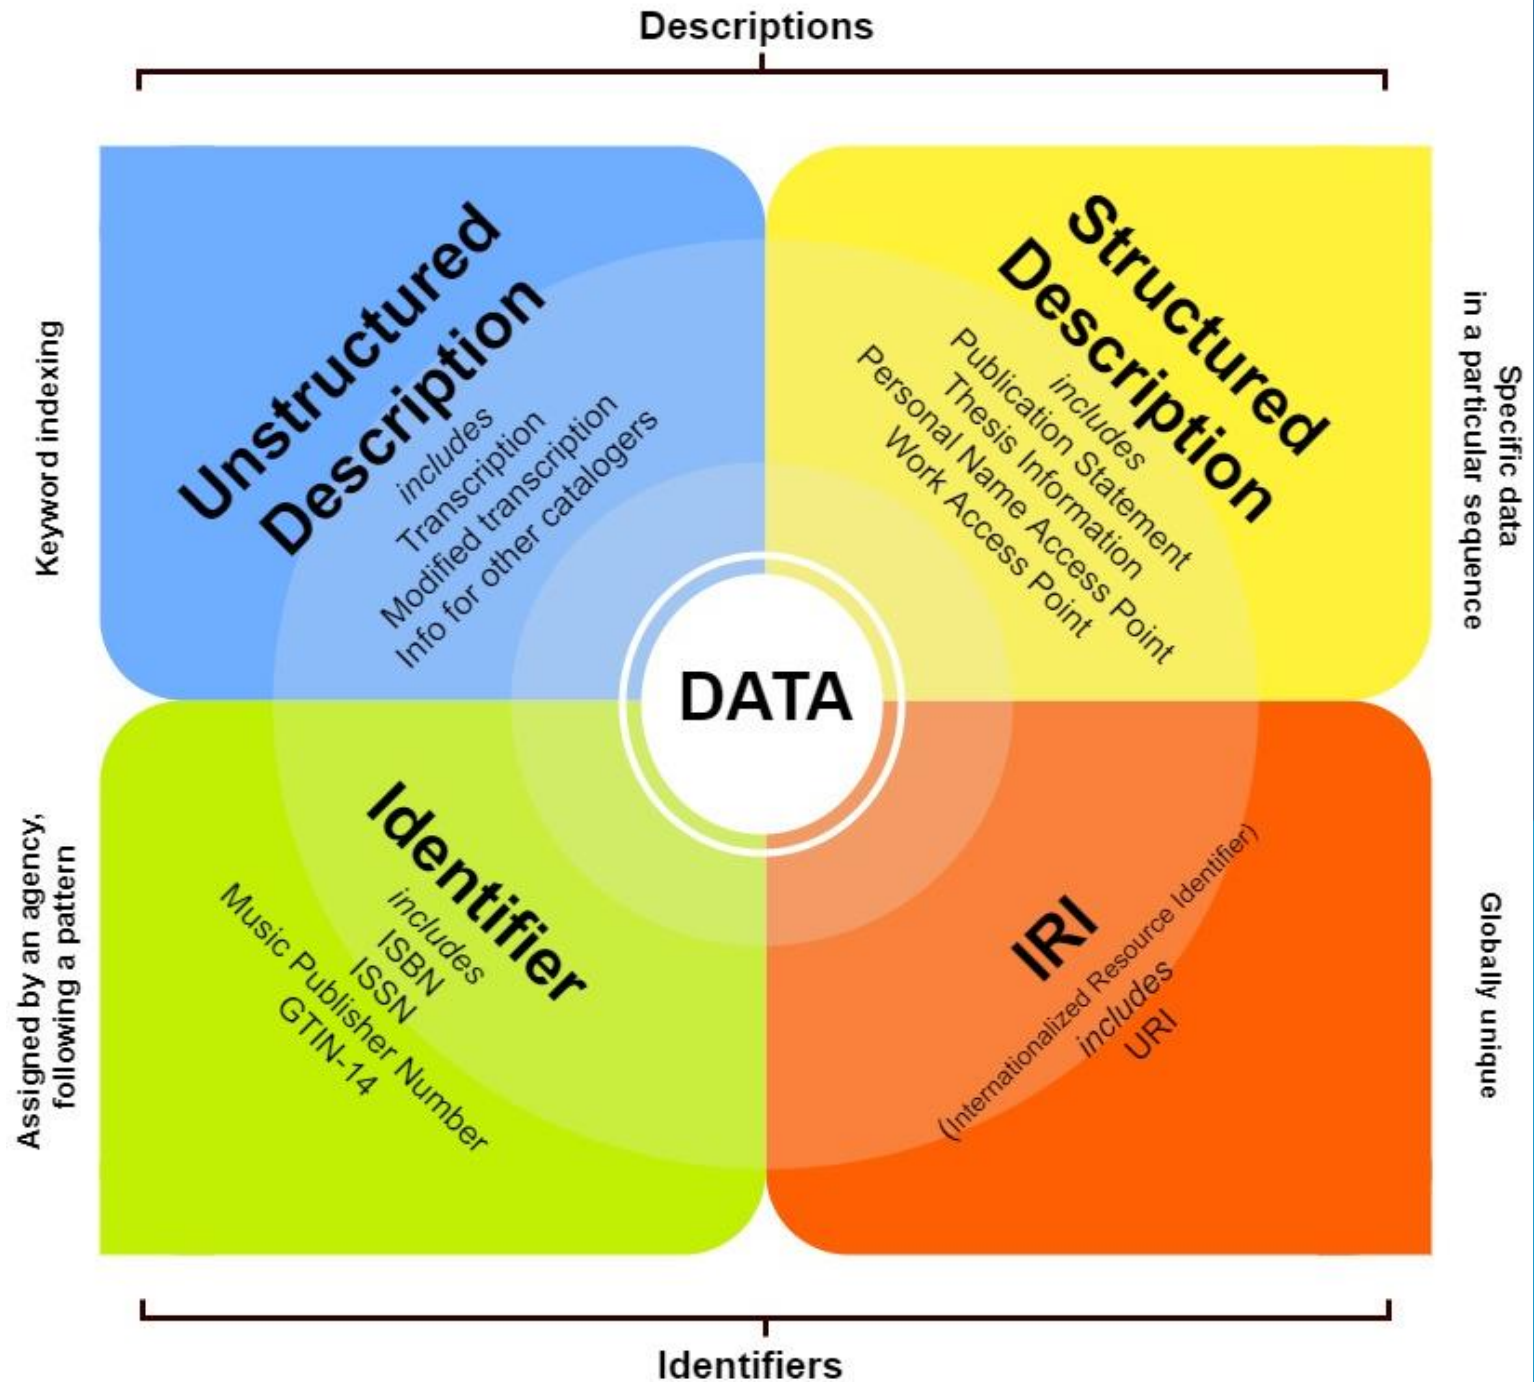 Descriptions
Keyword indexing
Unstructured
Description
includes
Transcription
Modified transcription
Info for other catalogers
Structured
Description
includes
Publication Statement
Thesis Information
Personal Name Access Point
Work Access Point
Specific data
in a particular sequence
DATA
Assigned by an agency,
following a pattern
Identifier
includes
ISBN
ISSN
Music Publisher Number
GTIN-14
IRI
(Internationalized Resource Identifier)
includes
URI
Globally unique
Identifiers